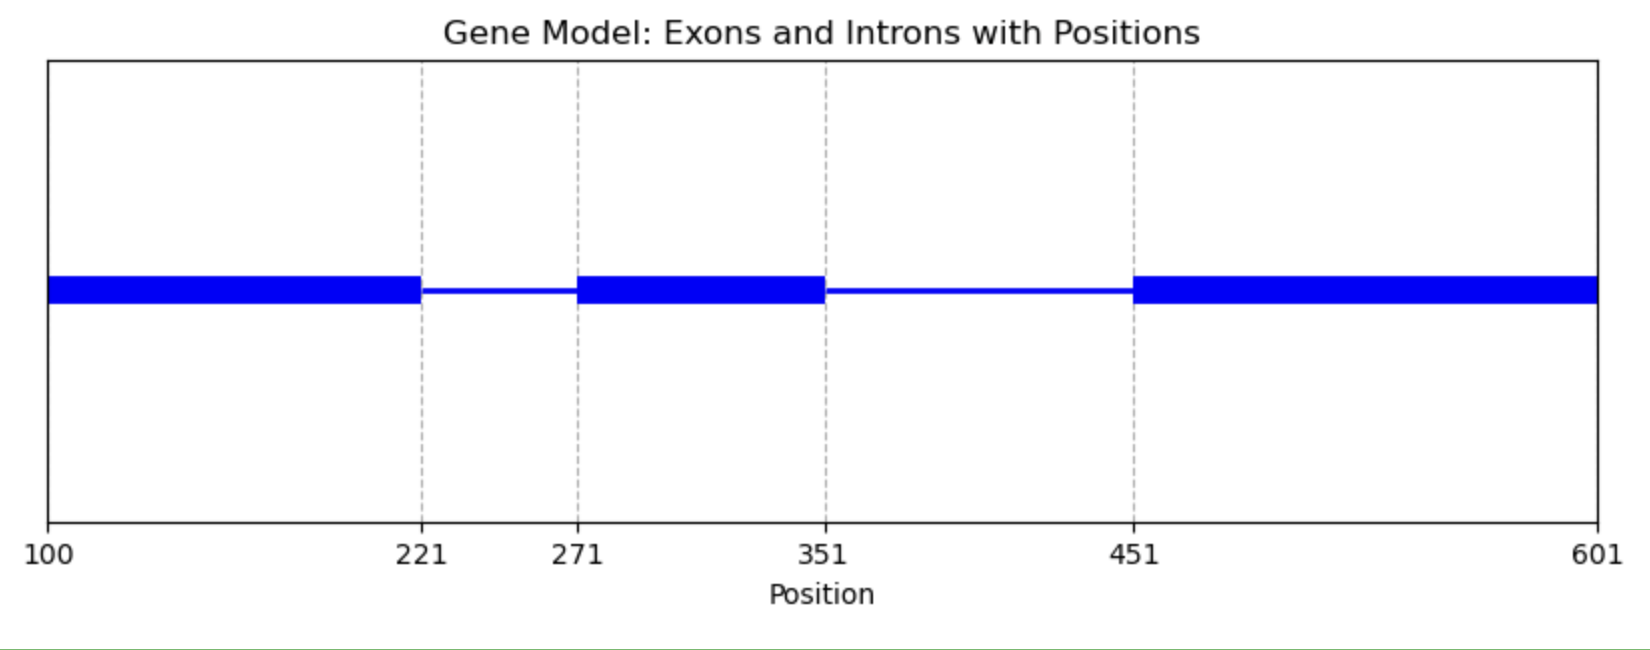 Gene Model: Exons and Introns with Positions
100 221 271 351 451 601
Position